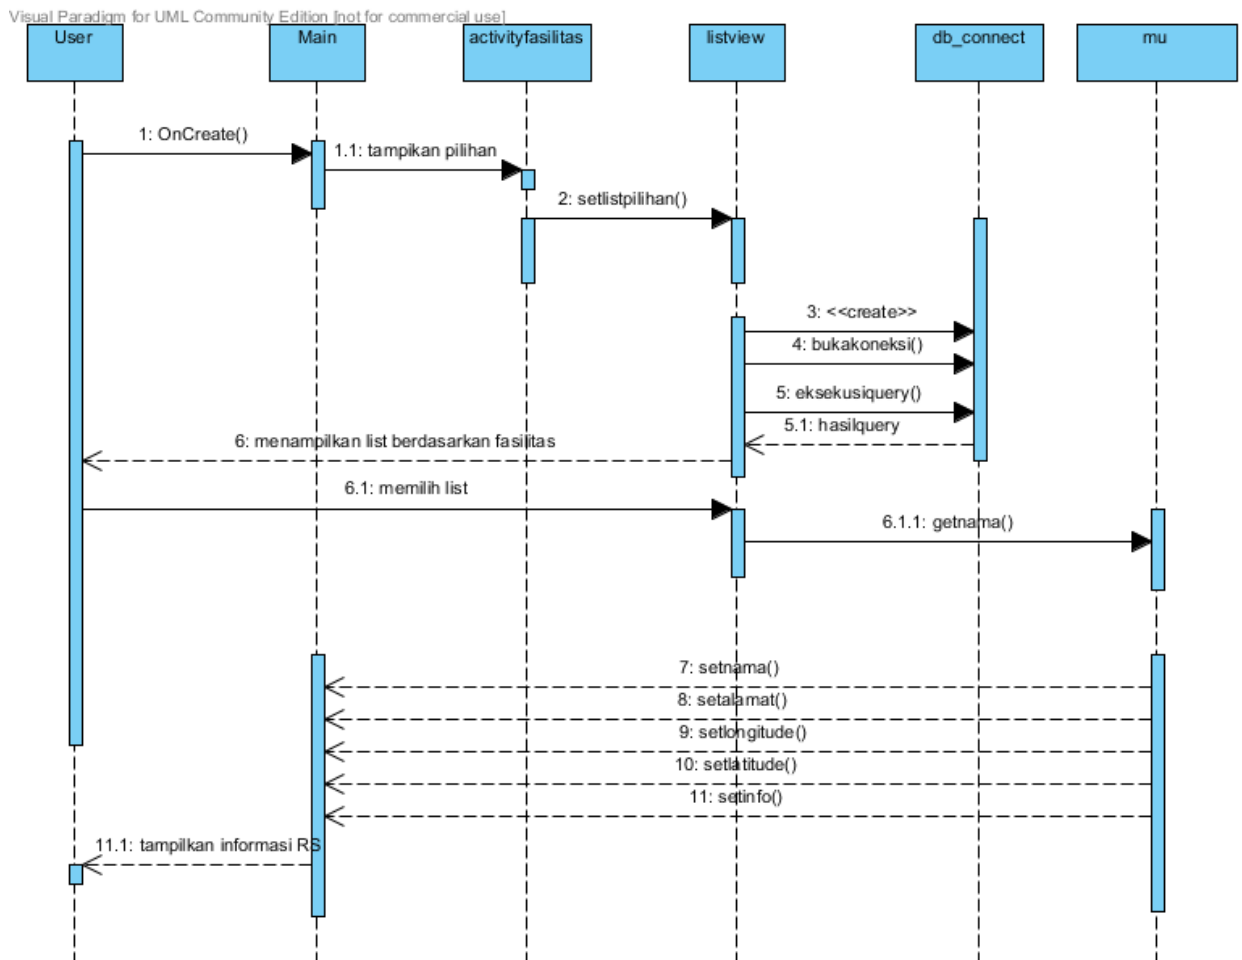 Visual Paradigm for UML Community Edition [not for commercial use]
User
Main
activityfasilitas
listview
db_connect
mu
1: OnCreate()
1.1: tampikan pilihan
2: setlistpilihan()
3: <<create>>
4: bukakoneksi()
5: eksekusiquery()
5.1: hasilquery
6: menampilkan list berdasarkan fasilitas
6.1: memilih list
6.1.1: getnama()
7: setnama()
8: setalamat()
9: setlongitude()
10: setlatitude()
11: setinfo()
11.1: tampilkan informasi RS